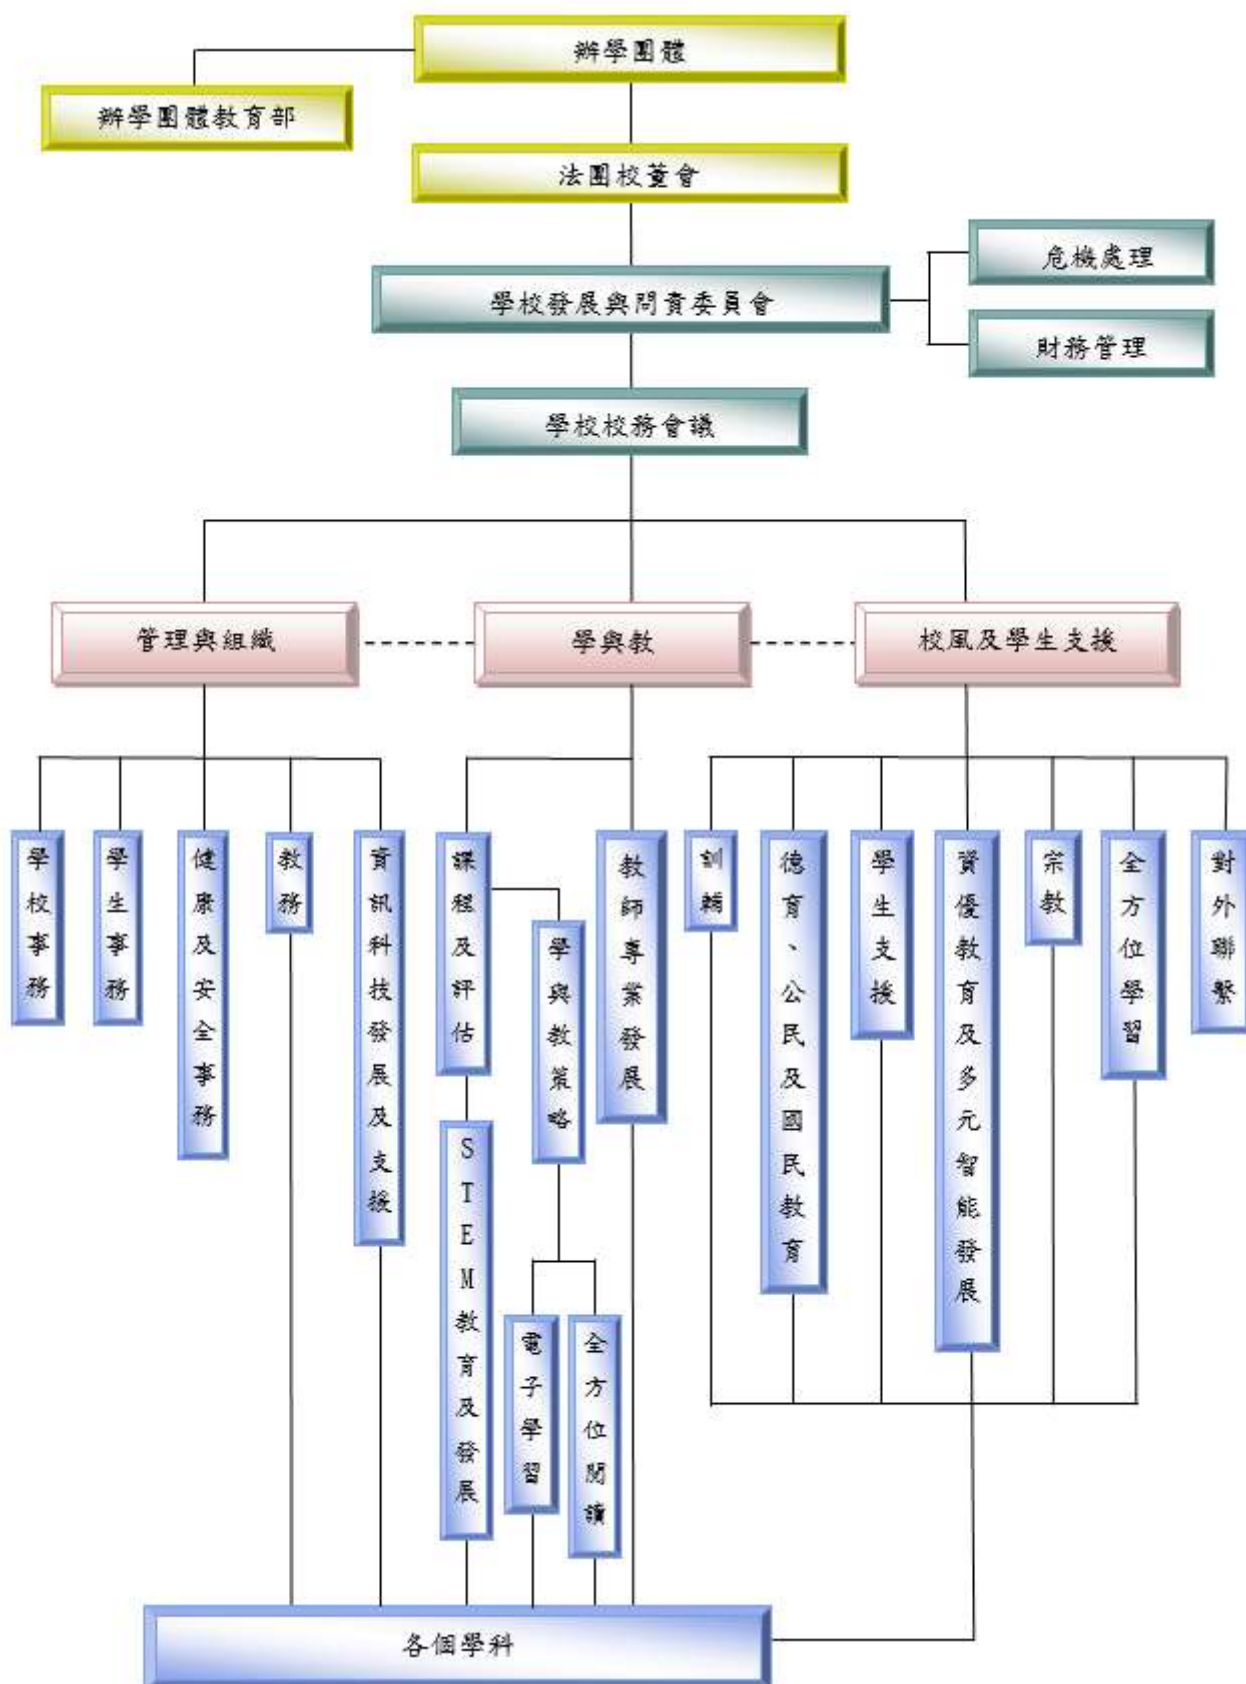 辦學團體
辦學團體教育部
法團校董會
危機處理
學校發展與問責委員會
財務管理
學校校務會議
管理與組織
學與教
校風及學生支援
學校事務
學生事務
健康及安全事務
教務
資訊科技發展及支援
課程及評估
學與教策略
教師專業發展
訓輔
德育、公民及國民教育
學生支援
資優教育及多元智能發展
宗教
全方位學習
對外聯繫
STEM教育及發展
電子學習
全方位閱讀
各個學科